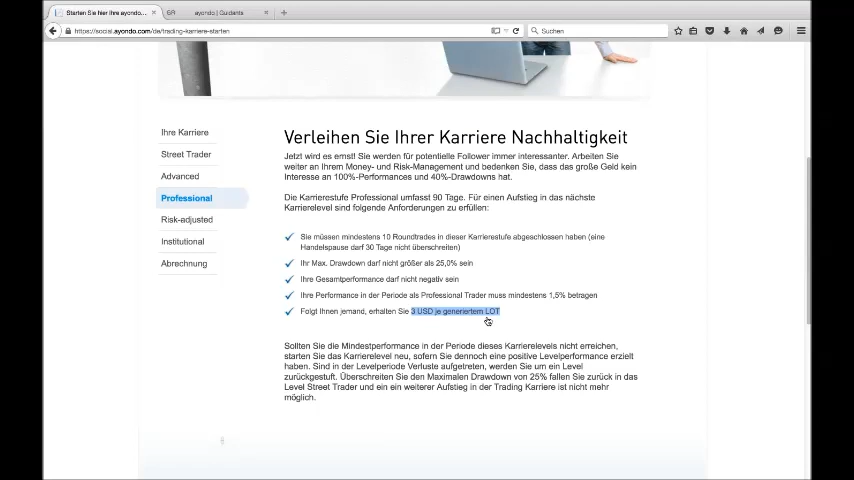 Starten Sie hier Ihre ayondo...
GR
ayondo | Guidants
https://social.ayondo.com/de/trading-karriere-starten
Suchen
Ihre Karriere
Street Trader
Advanced
Professional
Risk-adjusted
Institutional
Abrechnung
Verleihen Sie Ihrer Karriere Nachhaltigkeit
Jetzt wird es ernst! Sie werden für potentielle Follower immer interessanter. Arbeiten Sie
weiter an Ihrem Money- und Risk-Management und bedenken Sie, dass das große Geld kein
Interesse an 100%-Performances und 40%-Drawdowns hat.
Die Karrierestufe Professional umfasst 90 Tage. Für einen Aufstieg in das nächste
Karrierelevel sind folgende Anforderungen zu erfüllen:
Sie müssen mindestens 10 Roundtrades in dieser Karrierestufe abgeschlossen haben (eine
Handelspause darf 30 Tage nicht überschreiten)
Ihr Max. Drawdown darf nicht größer als 25,0% sein
Ihre Gesamtperformance darf nicht negativ sein
Ihre Performance in der Periode als Professional Trader muss mindestens 1,5% betragen
Folgt Ihnen jemand, erhalten Sie 3 USD je generiertem LOT
Sollten Sie die Mindestperformance in der Periode dieses Karrierelevels nicht erreichen,
starten Sie das Karrierelevel neu, sofern Sie dennoch eine positive Levelperformance erzielt
haben. Sind in der Levelperiode Verluste aufgetreten, werden Sie um ein Level
zurückgestuft. Überschreiten Sie den Maximalen Drawdown von 25% fallen Sie zurück in das
Level Street Trader und ein ein weiterer Aufstieg in der Trading Karriere ist nicht mehr
möglich.